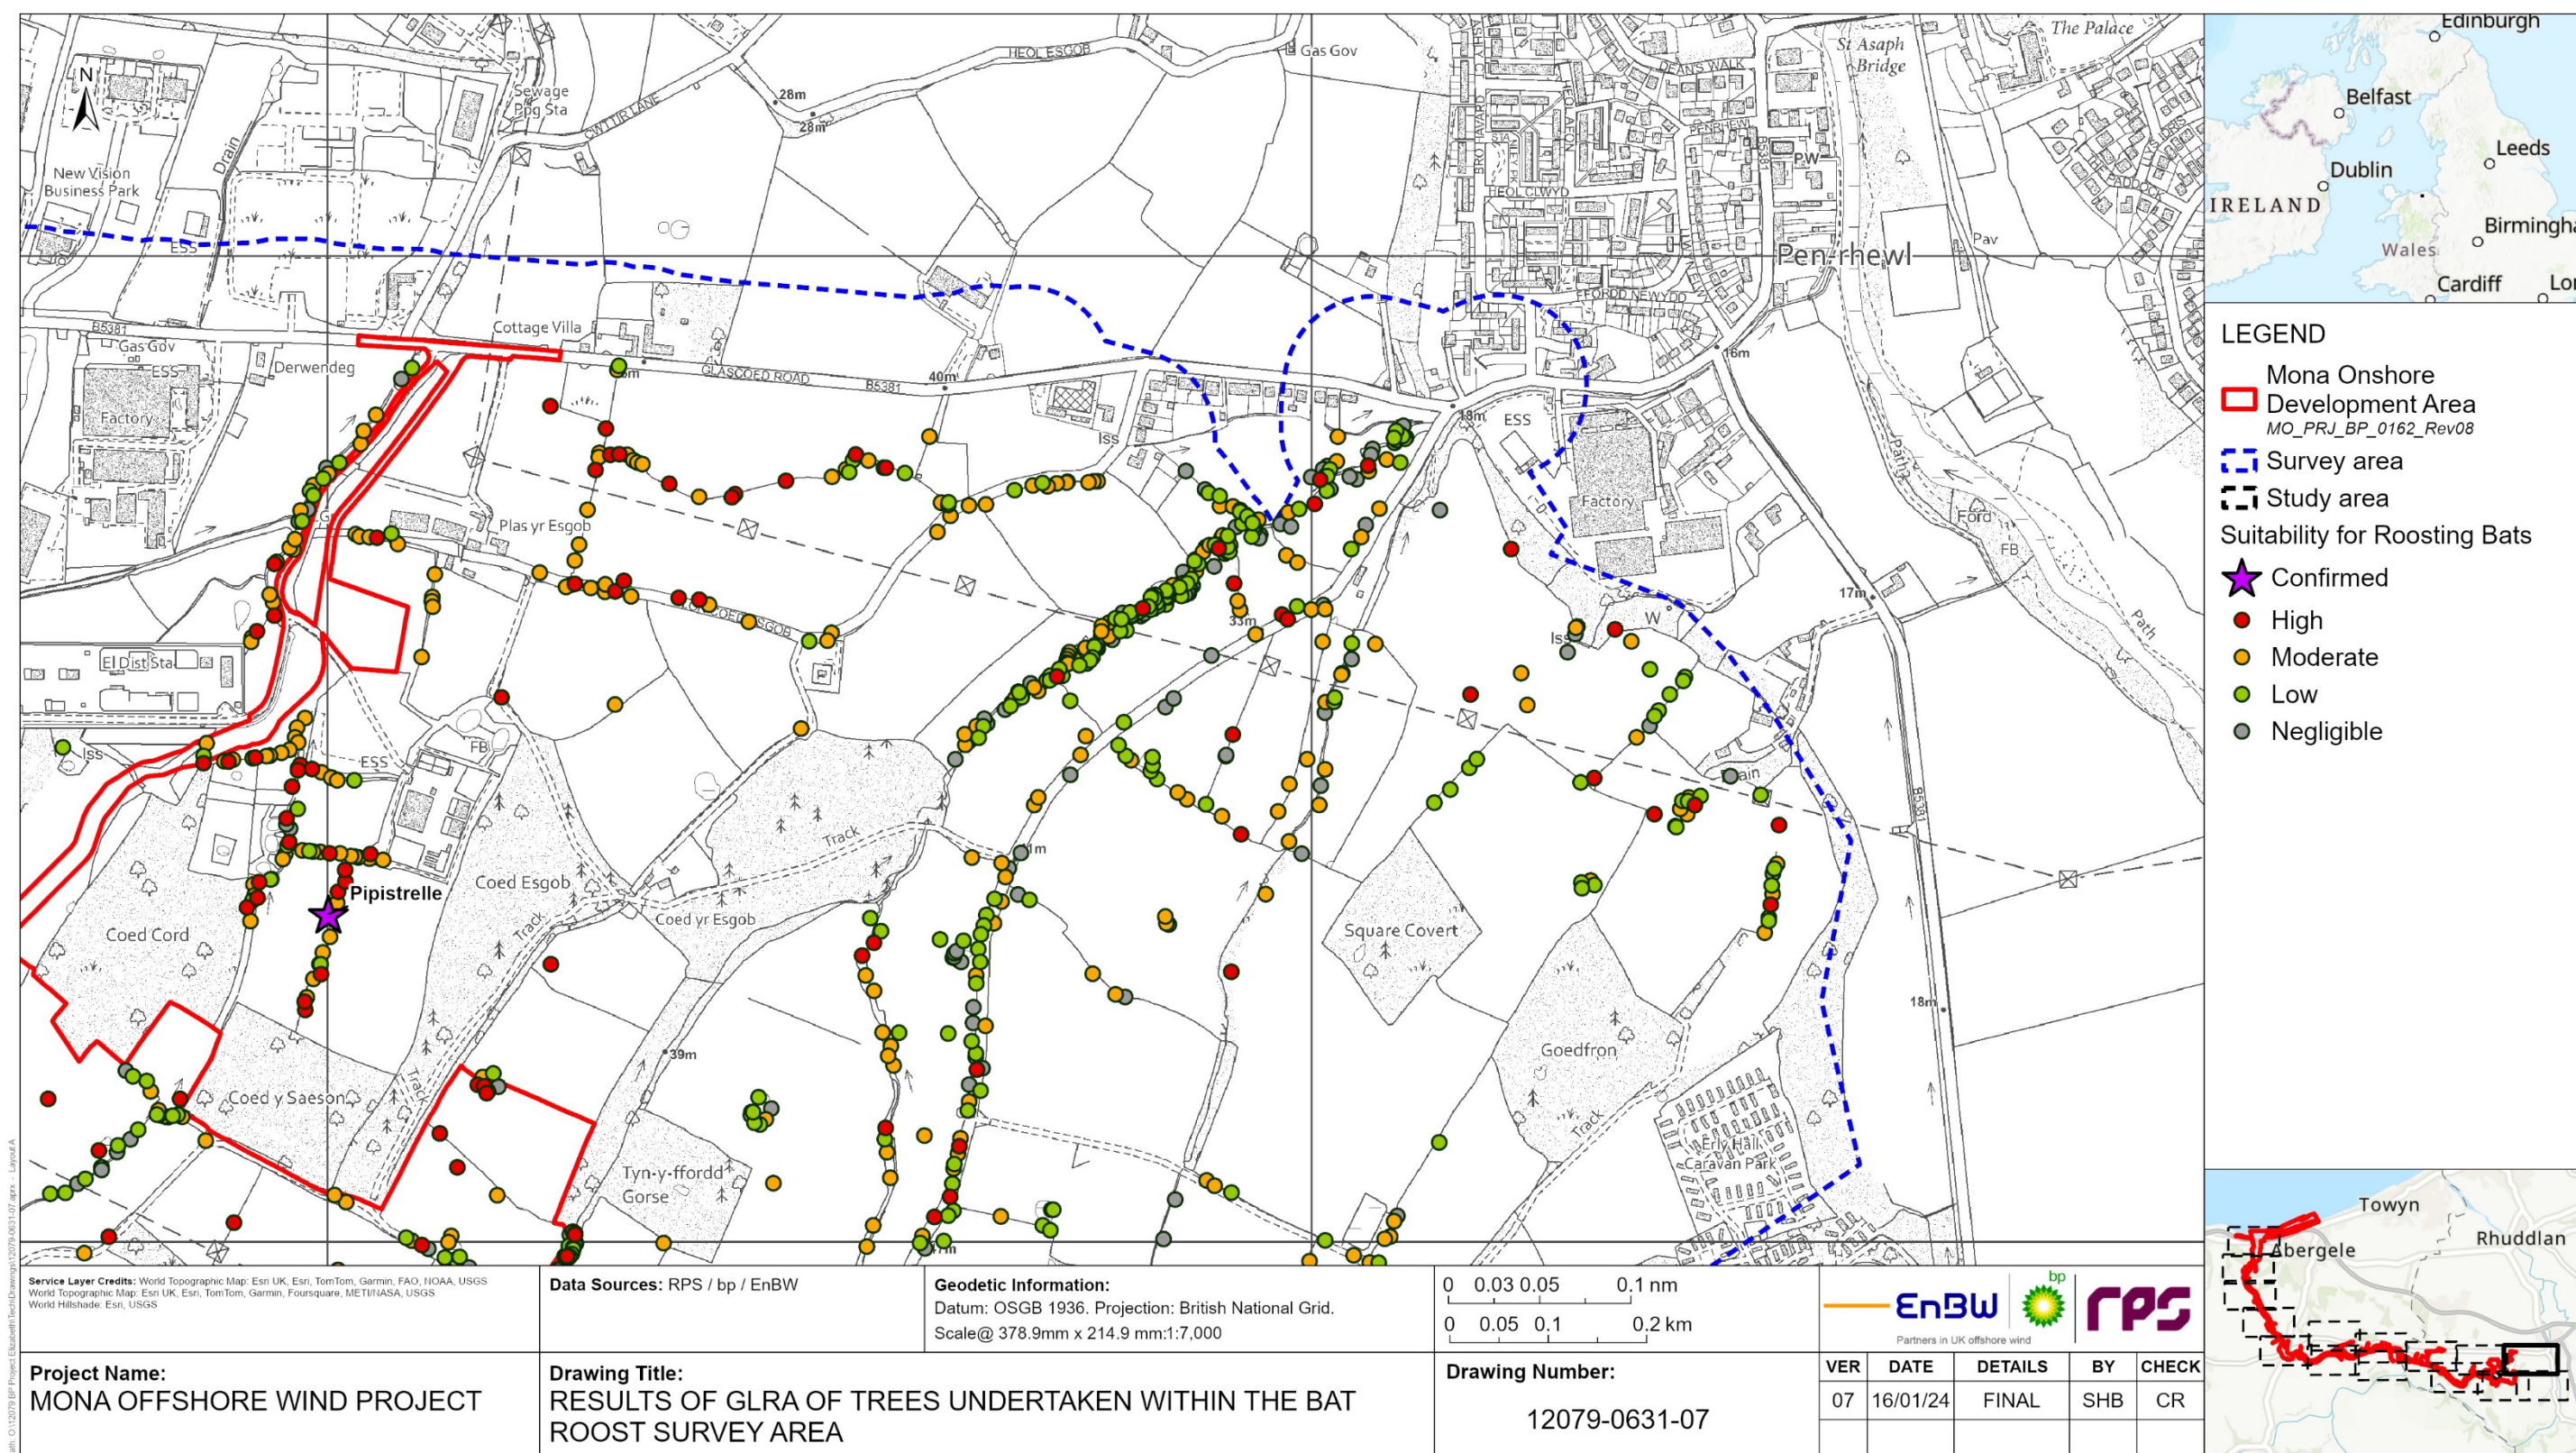 N
HEOL ESGOB
Gas Gov
St Asaph
Bridge
The Palace
DEAN'S WALK
Sewage
Ppg Sta
CWTTIR LANE
28m
28m
Drain
New Vision
Business Park
BRO HAVARD
HEOL AFON
PENRHEWL
B5381
PW
HEOL CLWYD
ESS
Pav
Pen-rhewl
FFORDD NEWYDD
B5381
Gas Gov
Cottage Villa
Derwendeg
ESS
GLASCOED ROAD
B5381
40m
16m
Factory
18m
ESS
Iss
Path
Factory
Ford
FB
Plas yr Esgob
17m
Path
33m
W
Iss
El Dist Sta
FB
Iss
ESS
B5381
Track
Pipistrelle
Coed Esgob
Coed yr Esgob
Track
Coed Cord
Square Covert
18m
39m
Goedfron
Track
Coed y Saeson
Track
Erly Hall
Caravan Park
Tyn-y-ffordd
Gorse
Edinburgh
Belfast
Leeds
Dublin
IRELAND
Wales
Cardiff
LEGEND
Mona Onshore
Development Area
MO_PRJ_BP_0162_Rev08
Survey area
Study area
Suitability for Roosting Bats
Confirmed
High
Moderate
Low
Negligible
Towyn
Rhuddlan
Abergele
Service Layer Credits: World Topographic Map: Esri UK, Esri, TomTom, Garmin, FAO, NOAA, USGS
World Topographic Map: Esri UK, Esri, TomTom, Garmin, Foursquare, METI/NASA, USGS
World Hillshade: Esri, USGS
Data Sources: RPS / bp / EnBW
Geodetic Information:
Datum: OSGB 1936. Projection: British National Grid.
Scale@ 378.9mm x 214.9 mm:1:7,000
0 0.03 0.05 0.1 nm
0 0.05 0.1 0.2 km
EnBW
bp
rps
Partners in UK offshore wind
Project Name:
MONA OFFSHORE WIND PROJECT
Drawing Title:
RESULTS OF GLRA OF TREES UNDERTAKEN WITHIN THE BAT
ROOST SURVEY AREA
Drawing Number:
12079-0631-07
VER DATE DETAILS BY CHECK
07 16/01/24 FINAL SHB CR